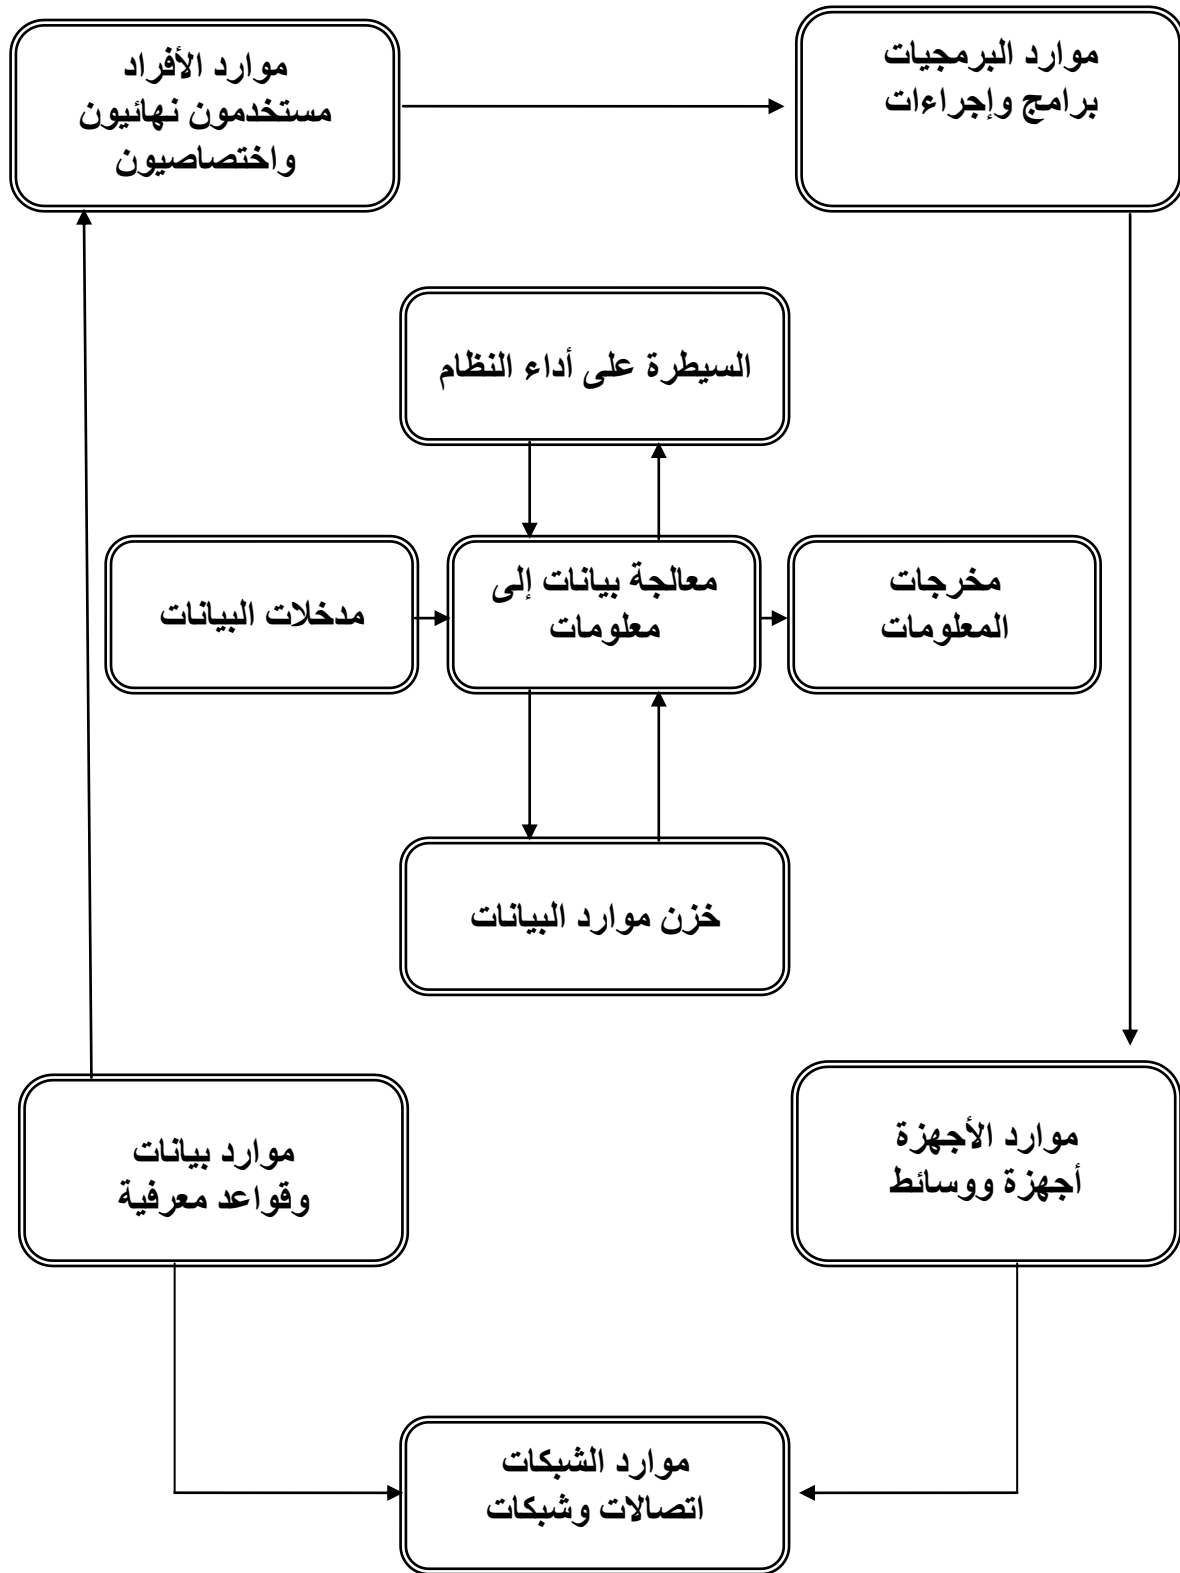 موارد الأفراد
مستخدمون نهائيون
واختصاصيون
موارد البرمجيات
برامج وإجراءات
السيطرة على أداء النظام
مدخلات البيانات
معالجة بيانات إلى
معلومات
مخرجات
المعلومات
خزن موارد البيانات
موارد بيانات
وقواعد معرفية
موارد الأجهزة
أجهزة ووسائط
موارد الشبكات
اتصالات وشبكات